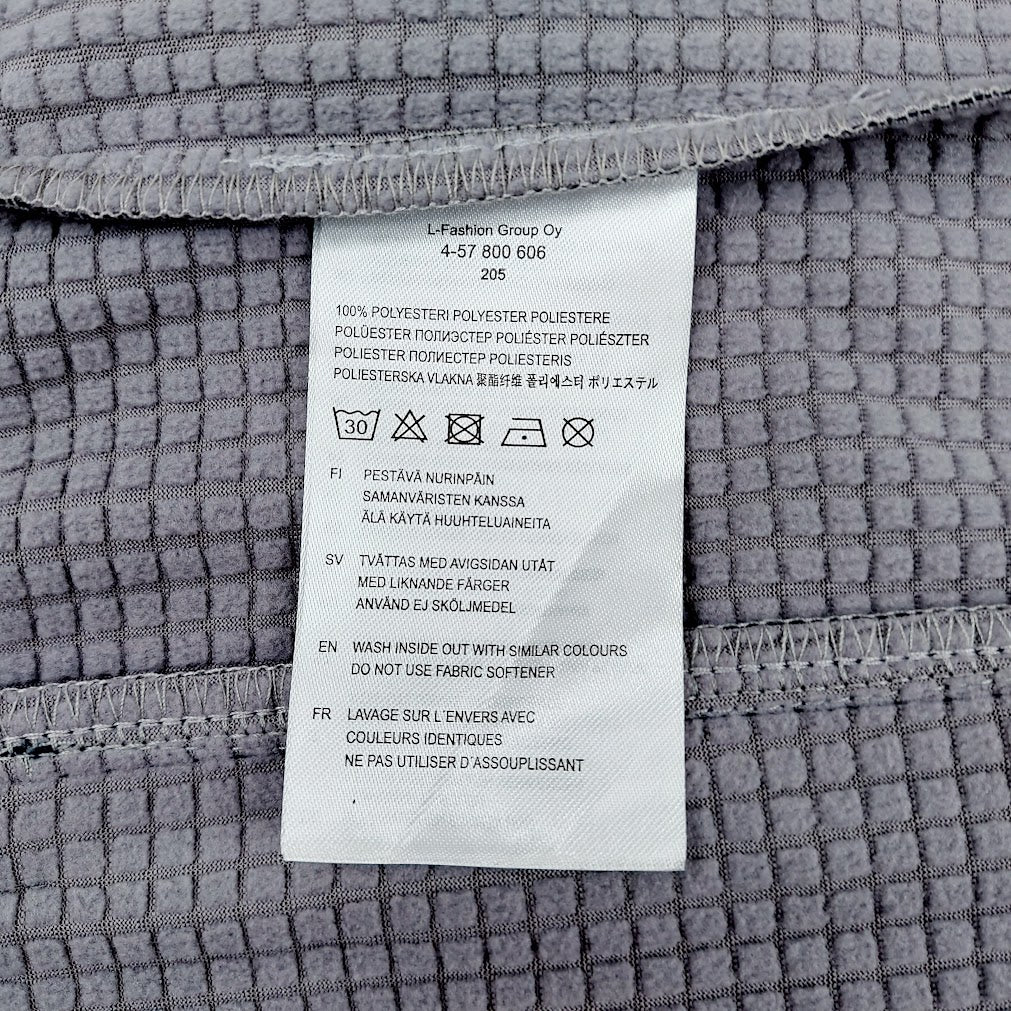 L-Fashion Group Oy
4-57 800 606
205
100% POLYESTERI POLYESTER POLIESTERE
POLÜESTER ПОЛИЭСТЕР POLIÉSTER POLIÉSZTER
POLIESTER ПОЛИЕСТЕР POLIESTERIS
POLIESTERSKA VLAKNA 聚酯纤维 폴리에스터 ポリエステル
30
FI PESTÄVÄ NURINPÄIN
SAMANVÄRISTEN KANSSA
ÄLÄ KÄYTÄ HUUHTELUAINEITA
SV TVÄTTAS MED AVIGSIDAN UTÅT
MED LIKNANDE FÄRGER
ANVÄND EJ SKÖLJMEDEL
EN WASH INSIDE OUT WITH SIMILAR COLOURS
DO NOT USE FABRIC SOFTENER
FR LAVAGE SUR L´ENVERS AVEC
COULEURS IDENTIQUES
NE PAS UTILISER D´ASSOUPLISSANT